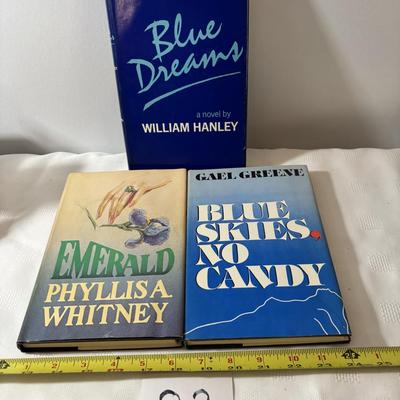 Blue
Dreams
a novel by
WILLIAM HANLEY
EMERALD
PHYLLIS A.
WHITNEY
GAEL GREENE
BLUE
SKIES,
NO
CANDY